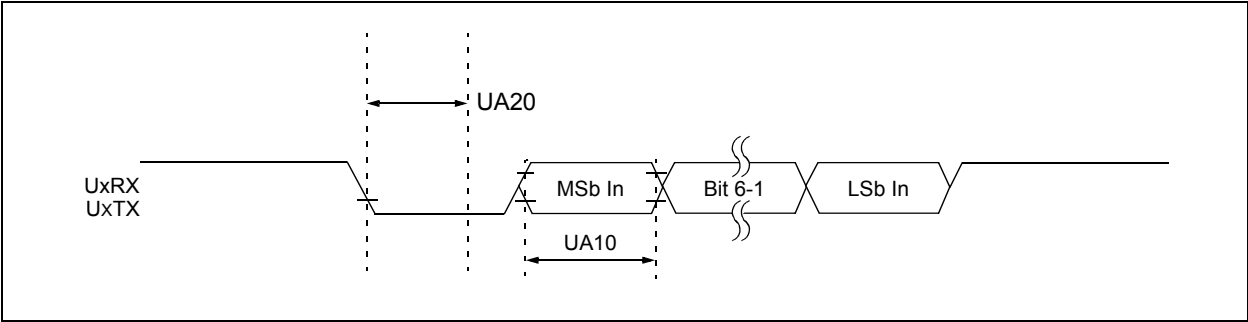 UA20
UxRX
UxTX
MSb In
Bit 6-1
LSb In
UA10